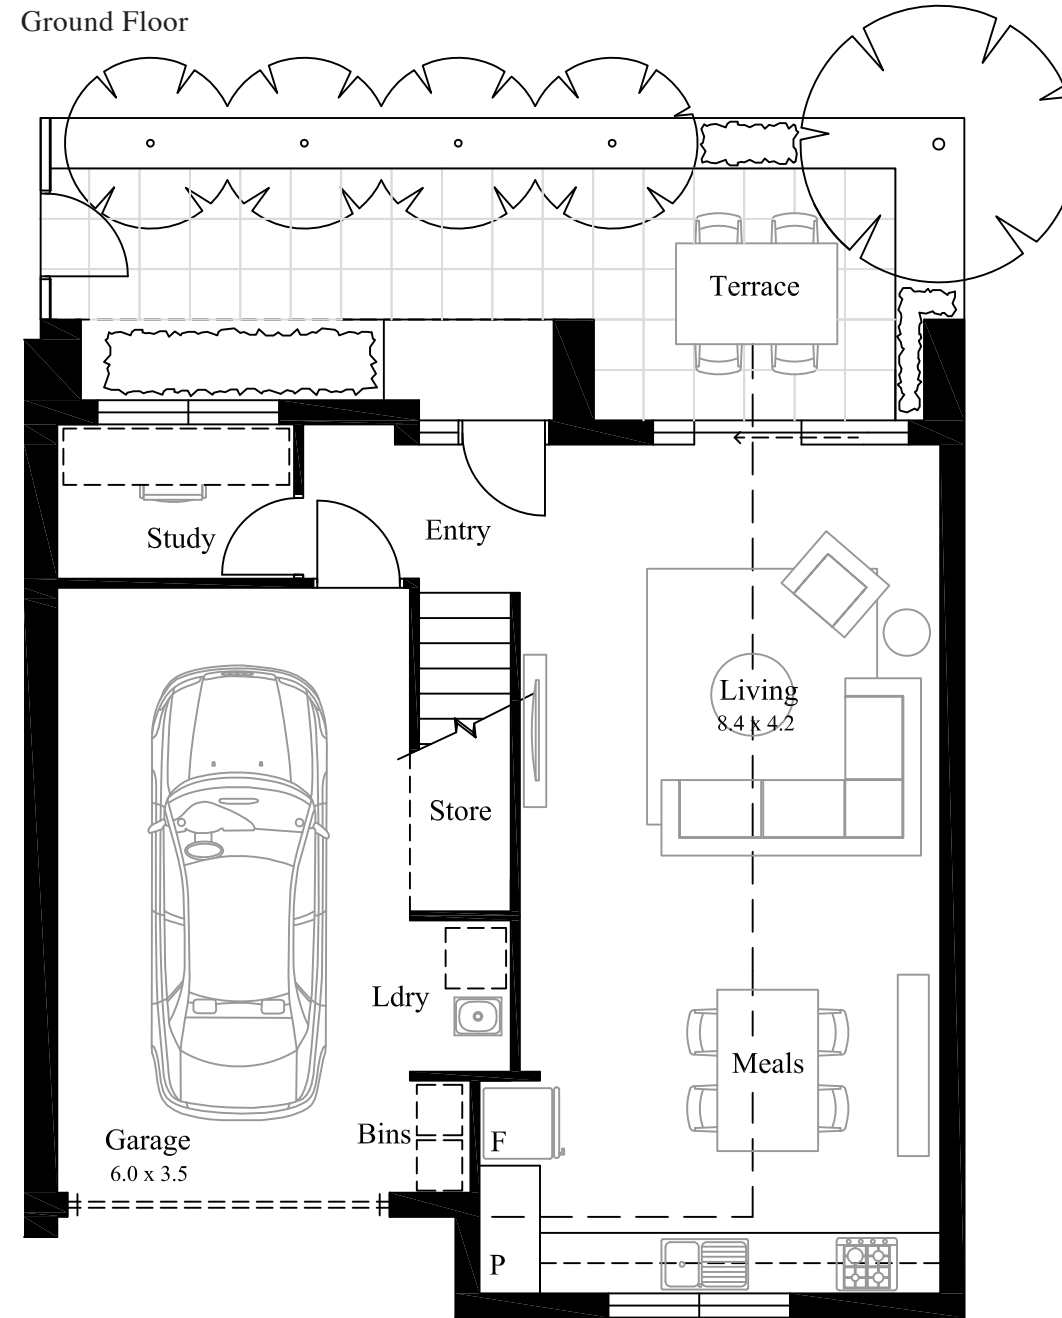 Ground Floor
Terrace
Study
Entry
Living
8.4 x 4.2
Store
Ldry
Meals
Bins
F
Garage
6.0 x 3.5
P